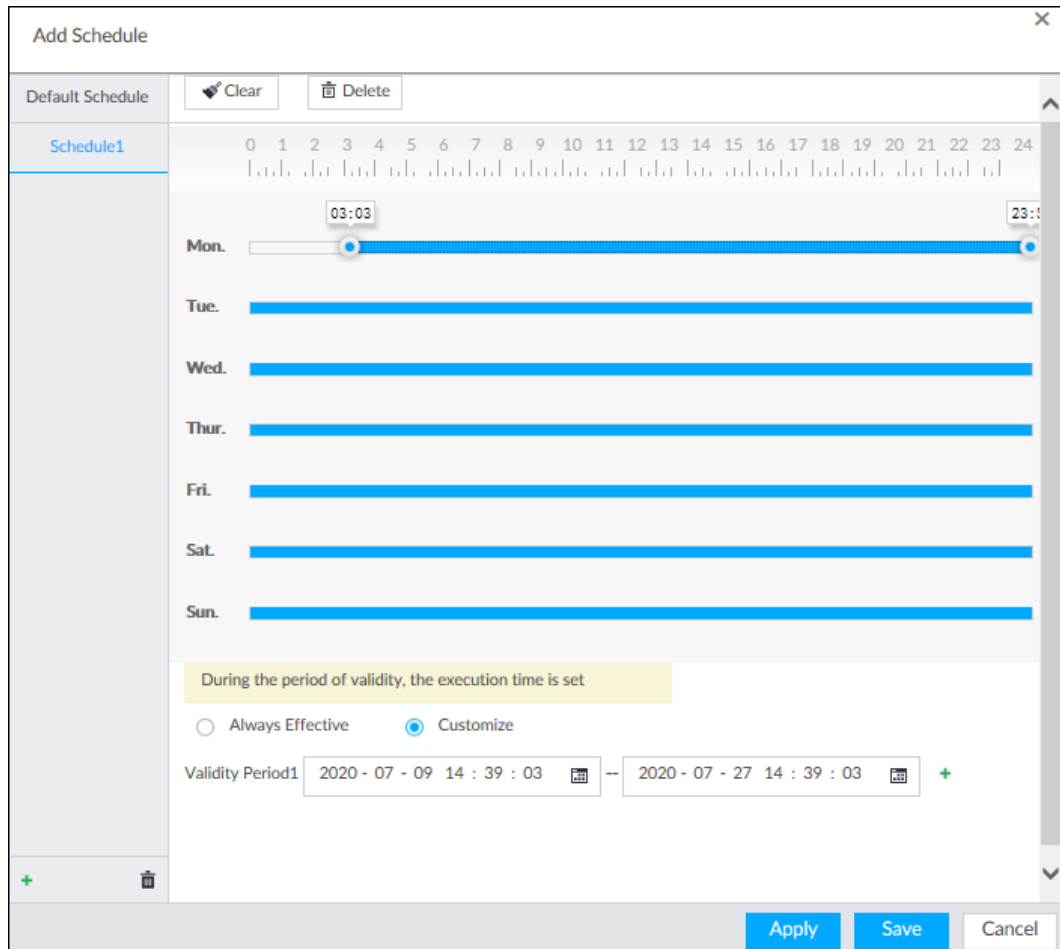 Add Schedule
Default Schedule
Clear
Delete
Schedule1
0 1 2 3 4 5 6 7 8 9 10 11 12 13 14 15 16 17 18 19 20 21 22 23 24
03:03
Mon.
Tue.
Wed.
Thur.
Fri.
Sat.
Sun.
During the period of validity, the execution time is set
Always Effective
Customize
Validity Period1 2020 - 07 - 09 14 : 39 : 03 -- 2020 - 07 - 27 14 : 39 : 03 +
Apply Save Cancel